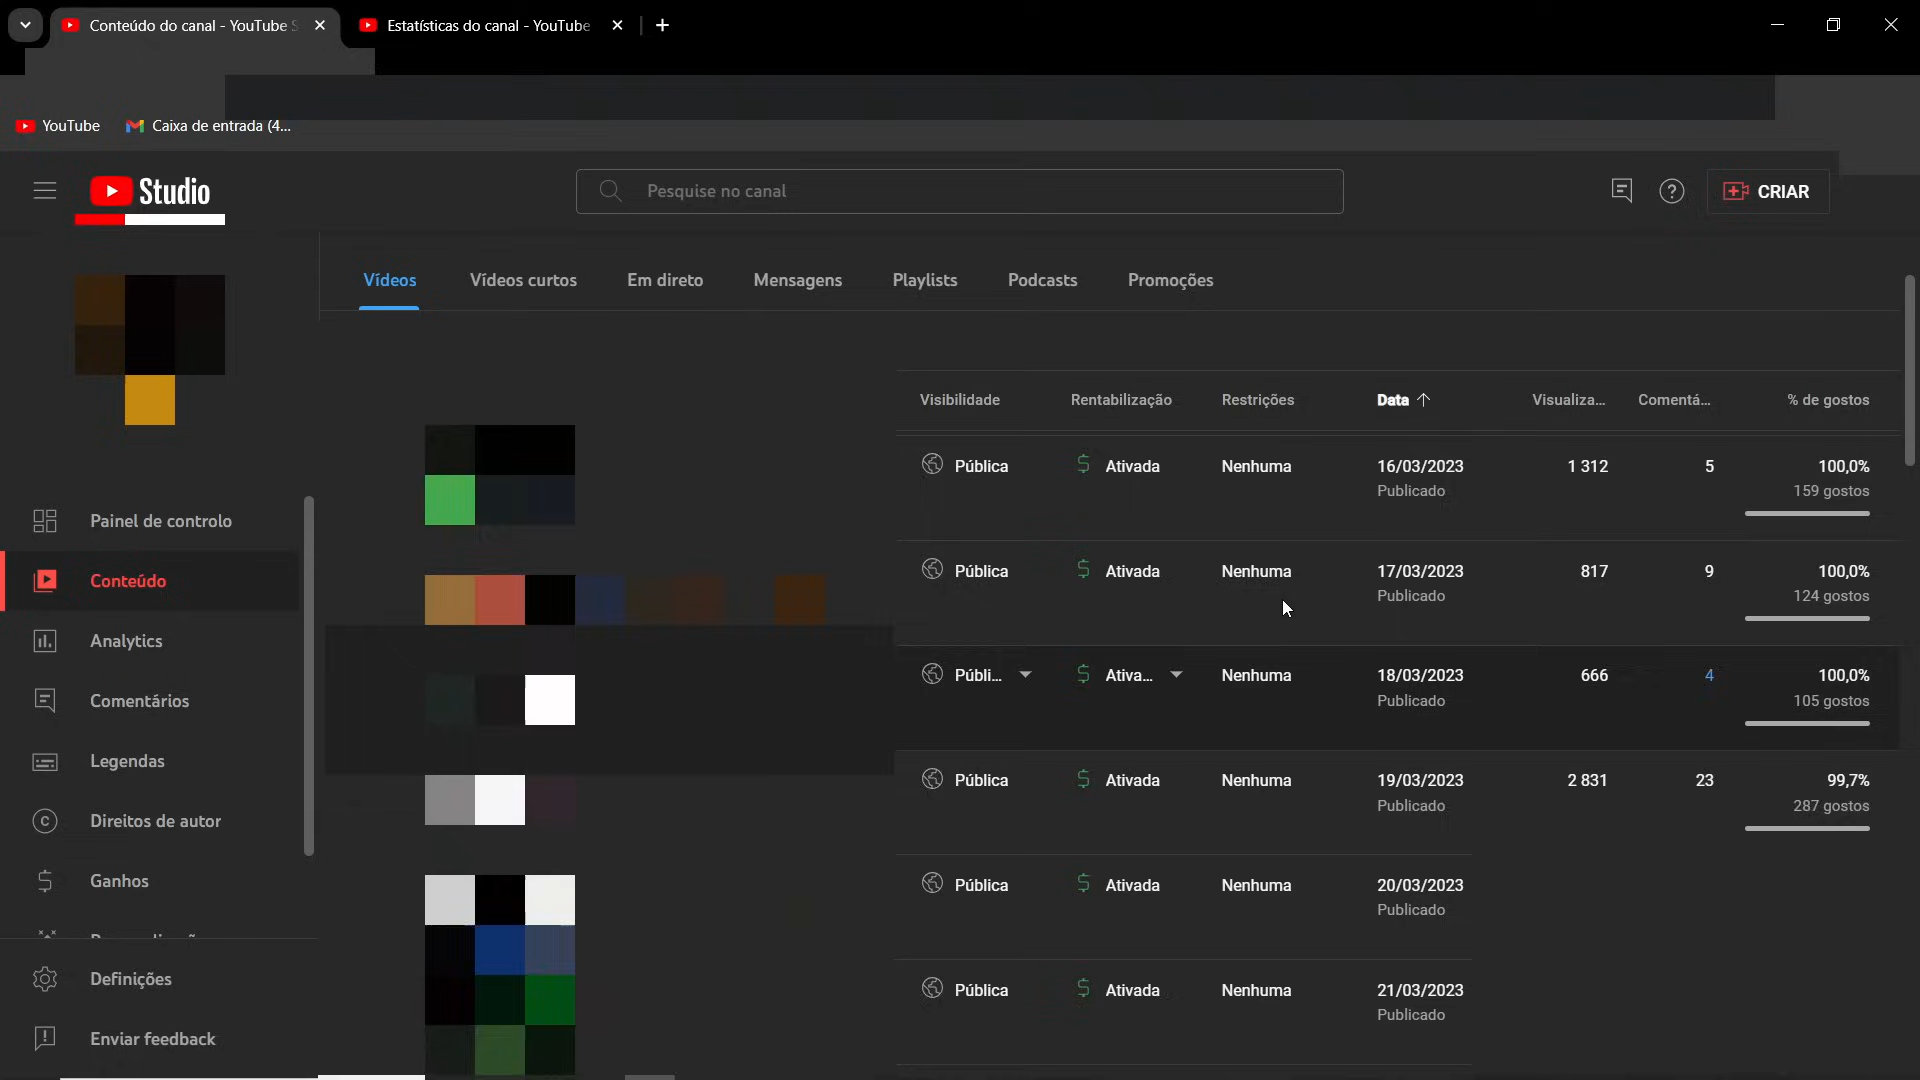 Conteúdo do canal - YouTube S
Estatísticas do canal - YouTube
YouTube
Caixa de entrada (4...
Studio
Pesquise no canal
CRIAR
Vídeos
Vídeos curtos
Em direto
Mensagens
Playlists
Podcasts
Promoções
Visibilidade
Rentabilização
Restrições
Data
Visualiza...
Comentá...
% de gostos
Pública
Ativada
Nenhuma
16/03/2023
1 312
5
100,0%
Publicado
159 gostos
Pública
Ativada
Nenhuma
17/03/2023
817
9
100,0%
Publicado
124 gostos
Públi...
Ativa...
Nenhuma
18/03/2023
666
4
100,0%
Publicado
105 gostos
Pública
Ativada
Nenhuma
19/03/2023
2 831
23
99,7%
Publicado
287 gostos
Pública
Ativada
Nenhuma
20/03/2023
Publicado
Pública
Ativada
Nenhuma
21/03/2023
Publicado
Painel de controlo
Conteúdo
Analytics
Comentários
Legendas
Direitos de autor
Ganhos
Definições
Enviar feedback